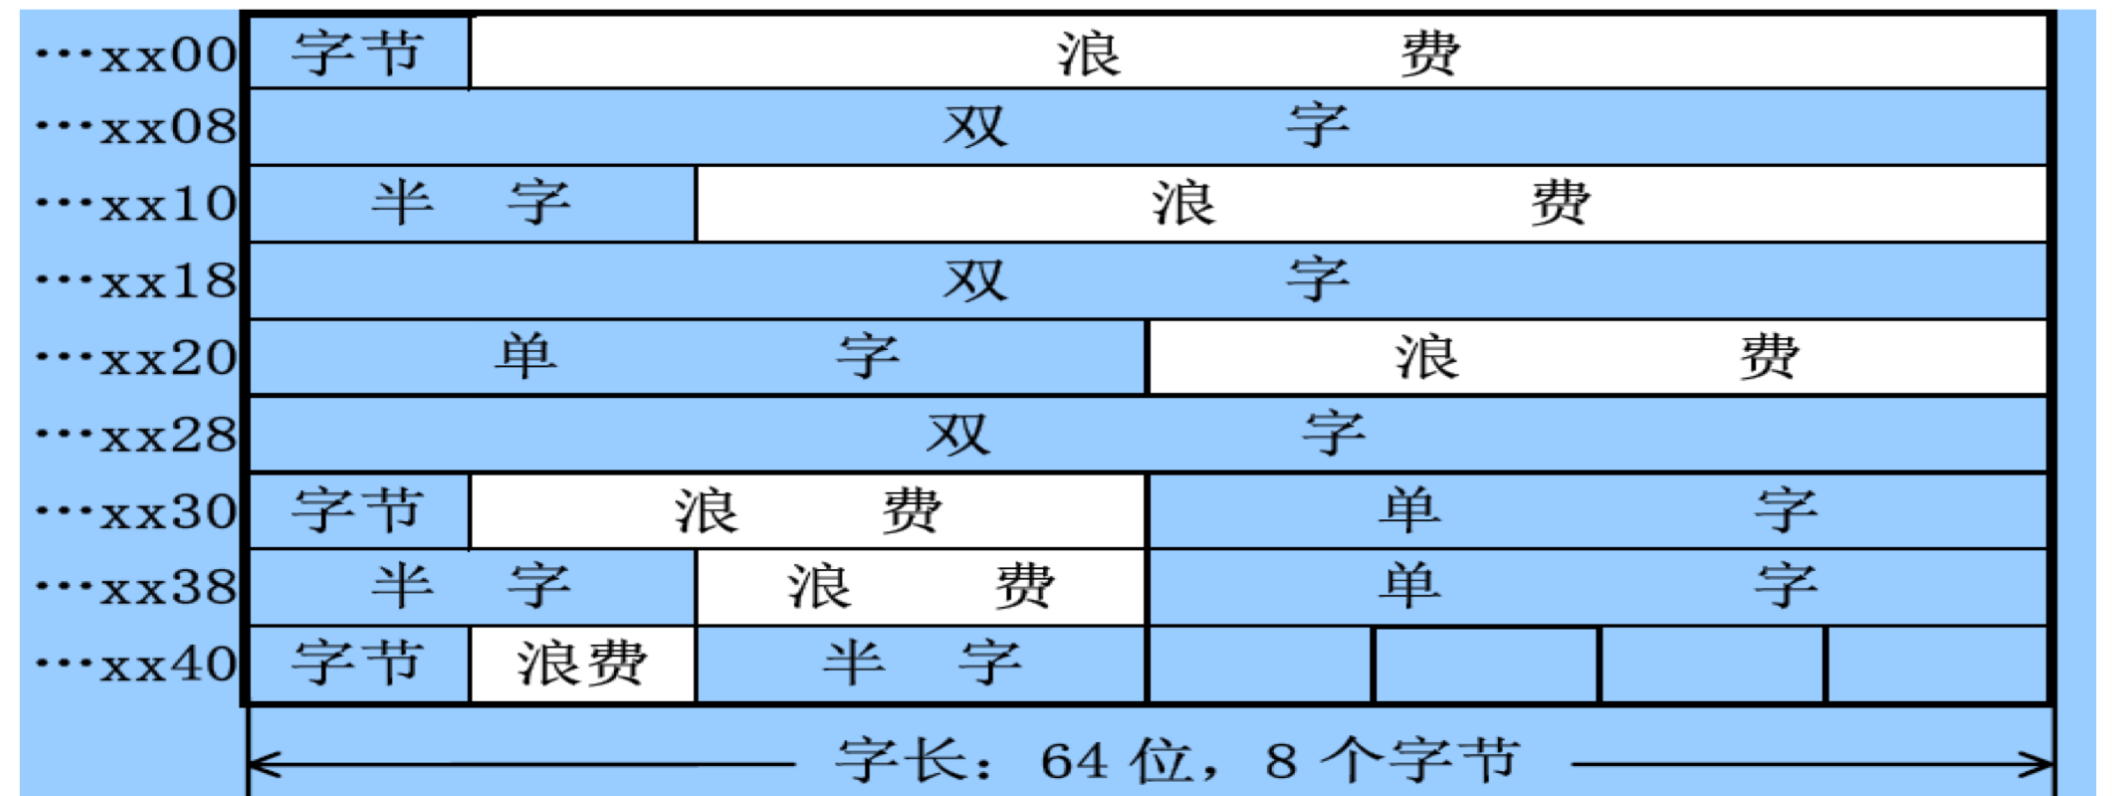 …xx00 字节 浪 费
…xx08 双 字
…xx10 半 字 浪 费
…xx18 双 字
…xx20 单 字 浪 费
…xx28 双 字
…xx30 字节 浪 费 单 字
…xx38 半 字 浪 费 单 字
…xx40 字节 浪费 半 字
字长：64 位，8 个字节